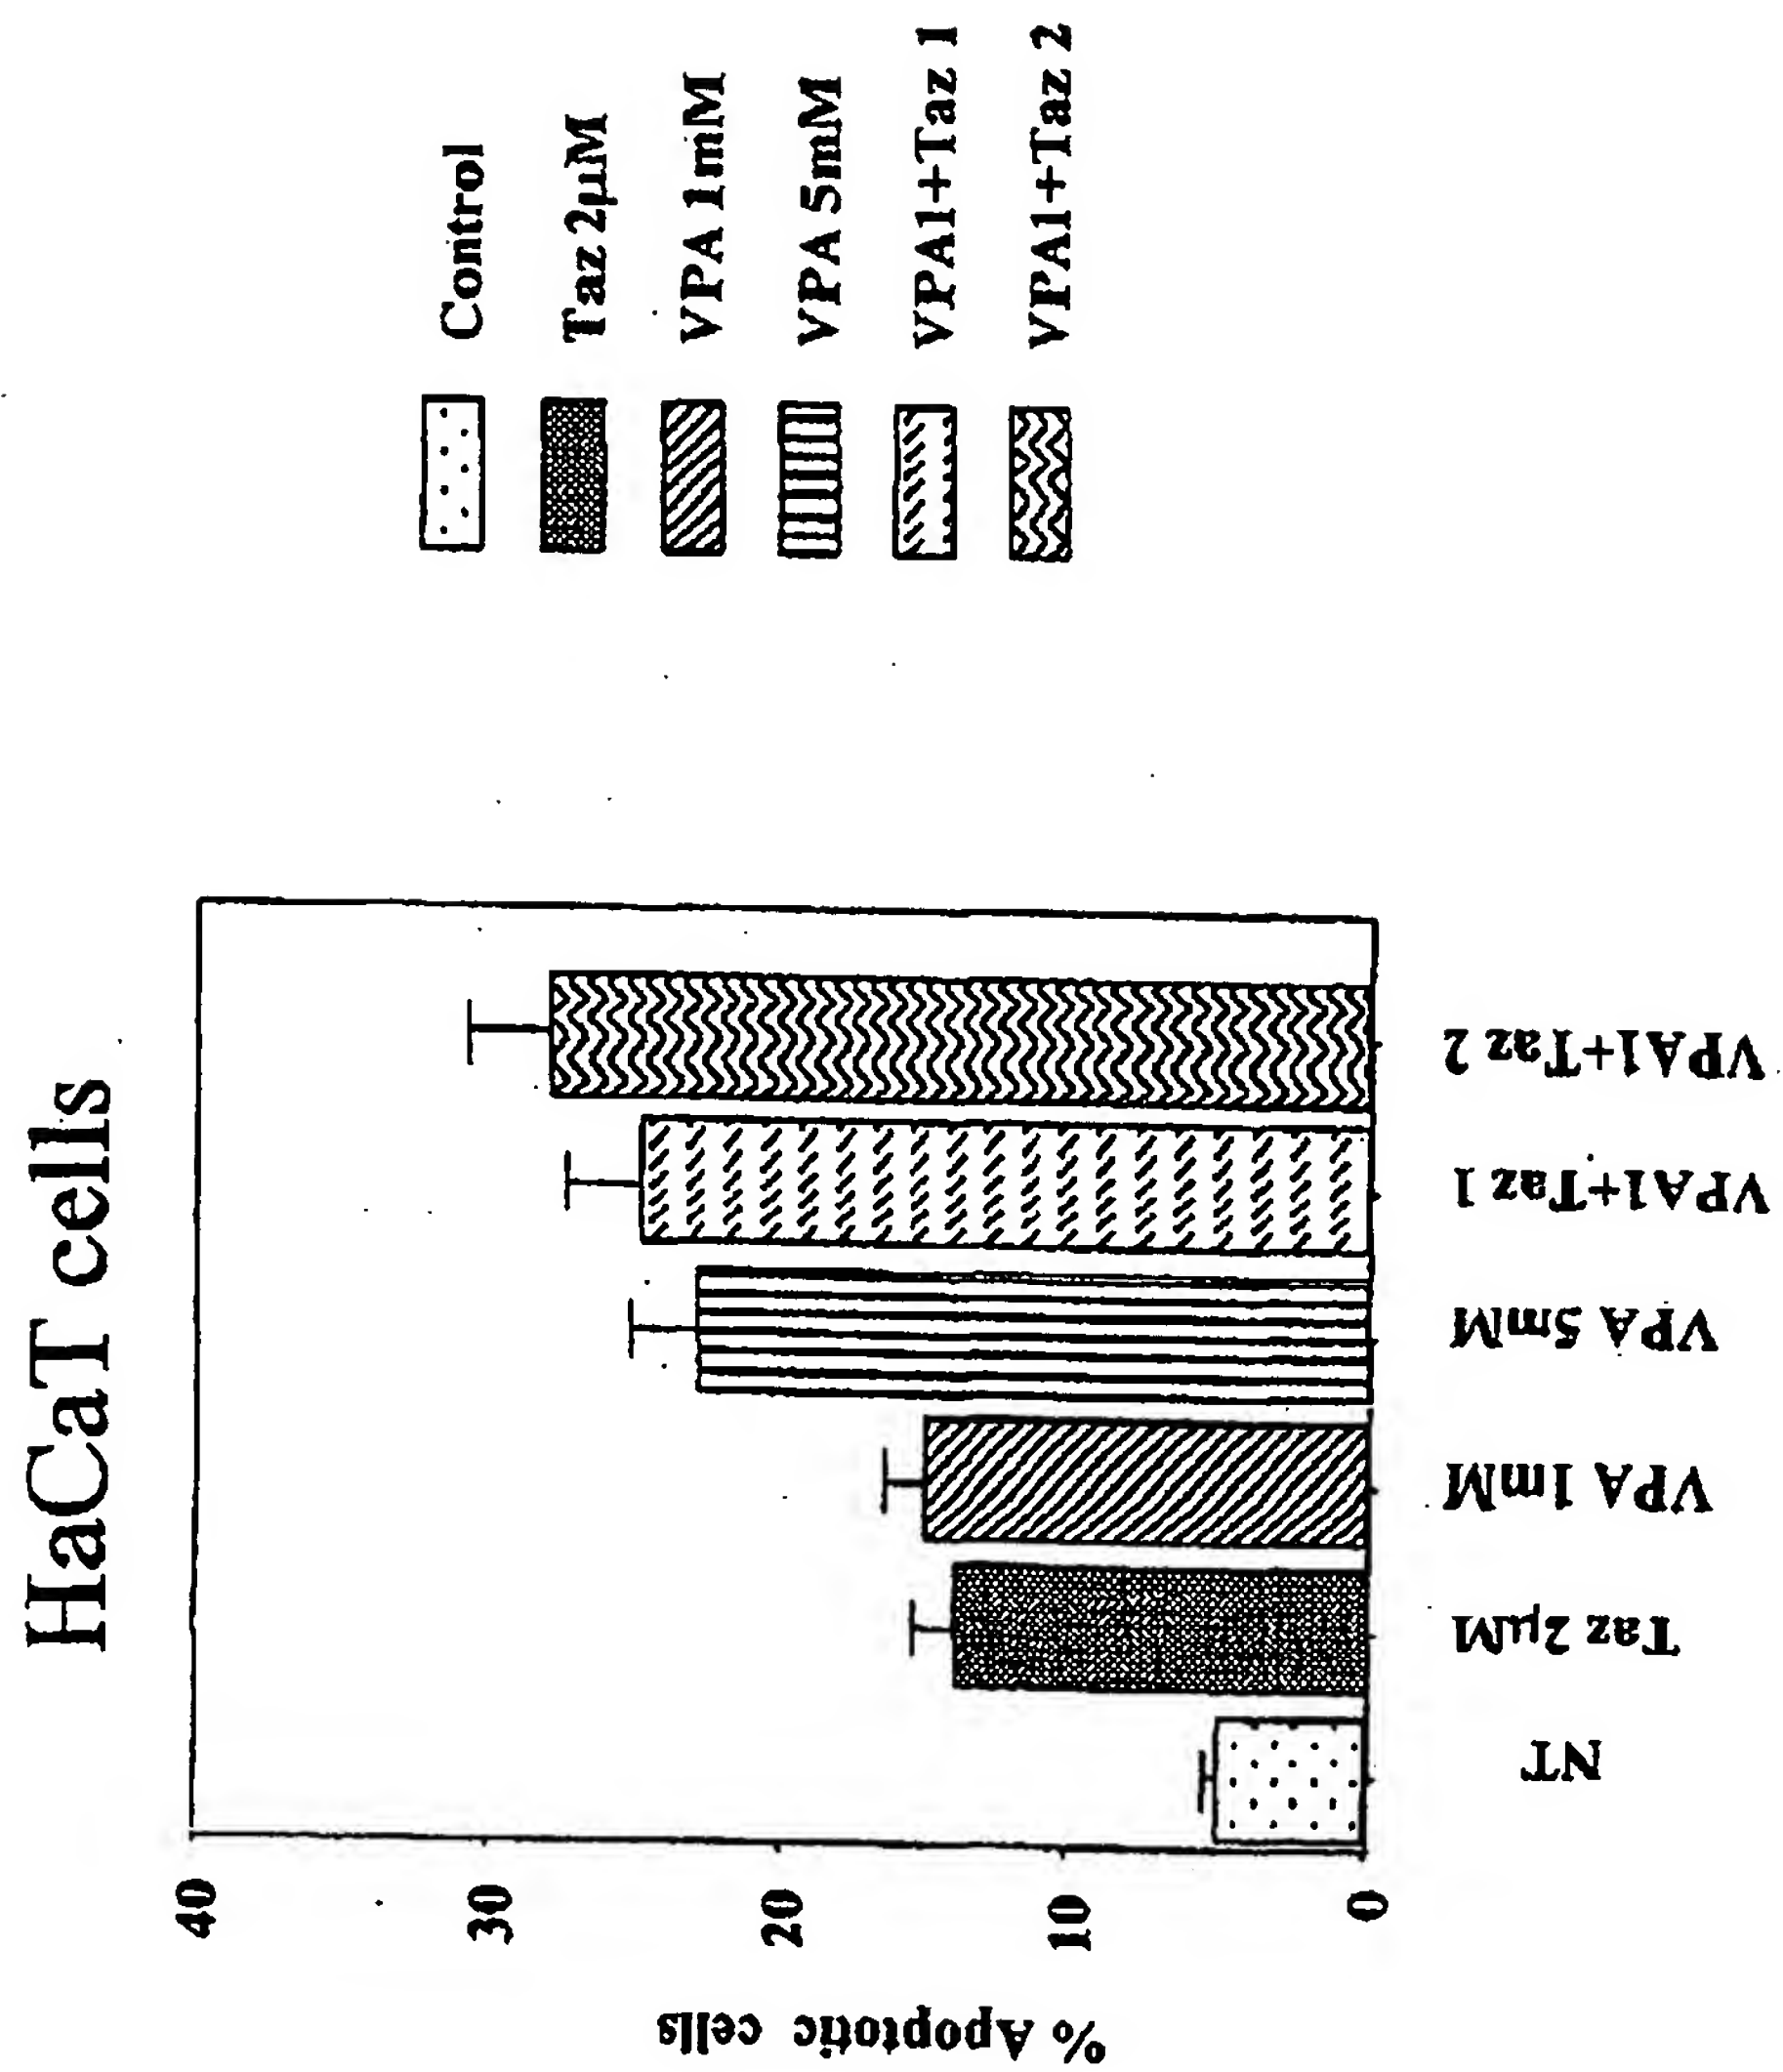 HaCaT cells
% Apoptotic cells
40
30
20
10
0
NT
Taz 2µM
VPA 1mM
VPA 5mM
VPA1+Taz 1
VPA1+Taz 2
Control
Taz 2µM
VPA 1mM
VPA 5mM
VPA1+Taz 1
VPA1+Taz 2